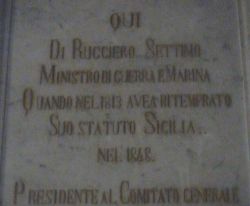 QUI
DI RUGGIERO SETTIMO
MINISTRO DI GUERRA E MARINA
QUANDO NEL 1813 AVEA RITEMPRATO
SUO STATUTO SICILIA..
NEL 1848.
PRESIDENTE AL COMITATO GENERALE